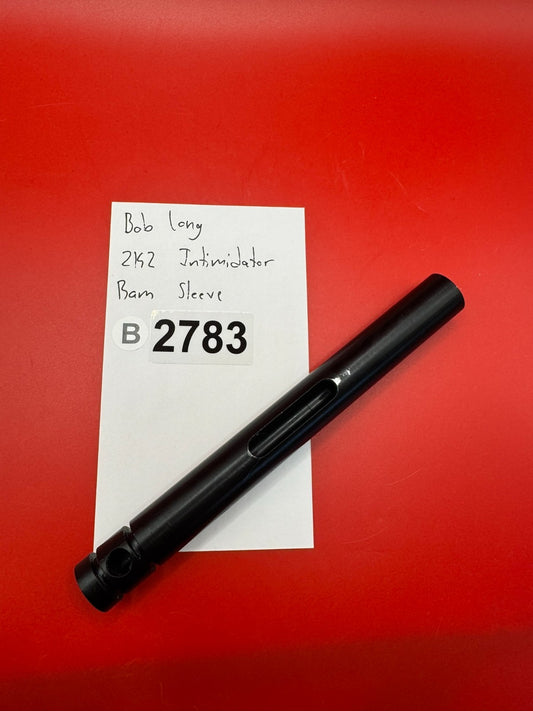 Bob Long
2K2 Intimidator
Ram Sleeve
B 2783